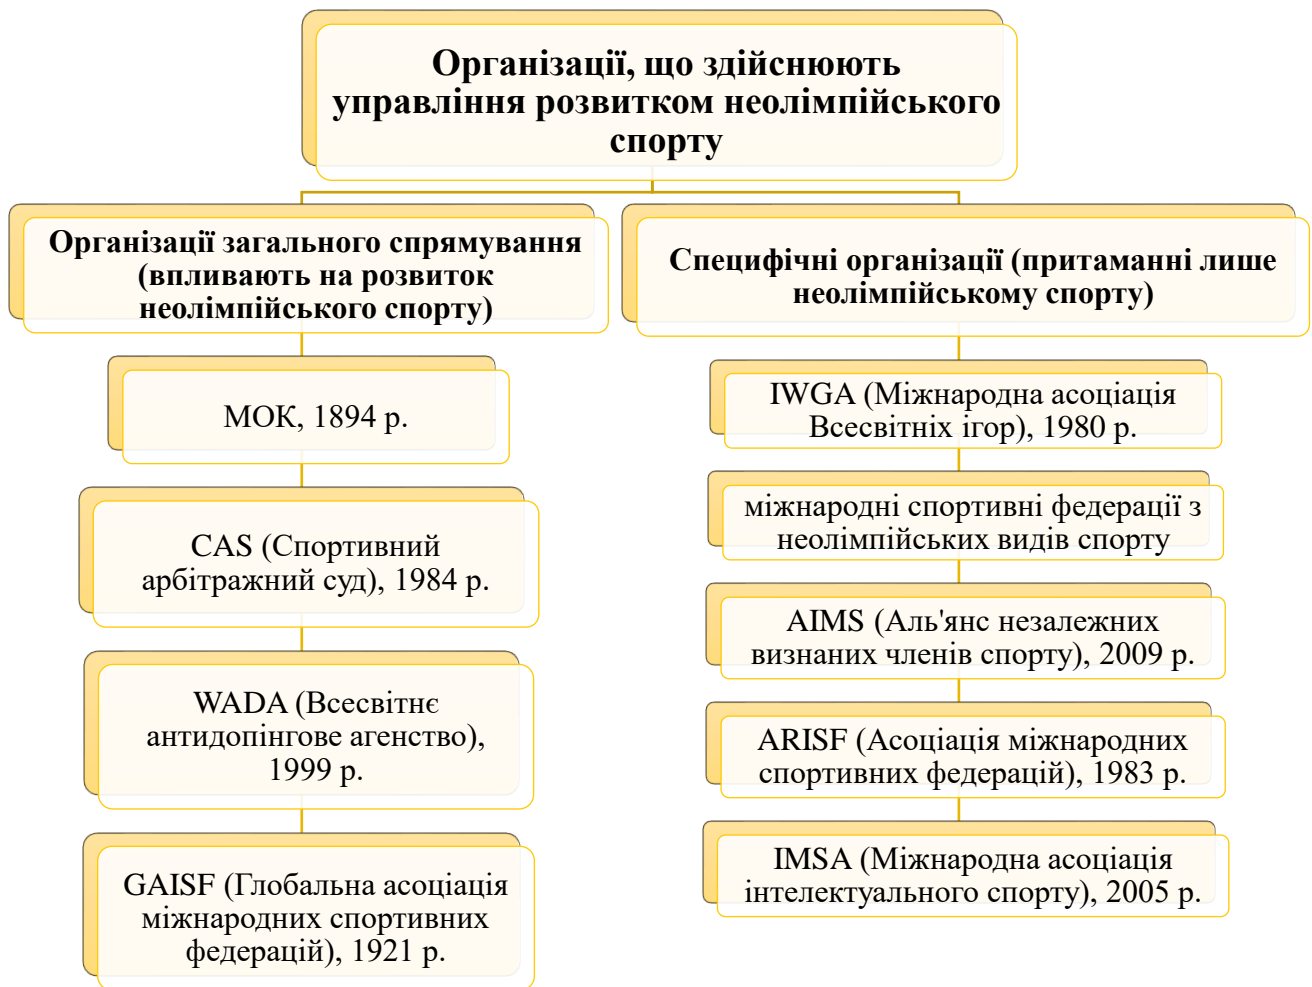 Організації, що здійснюють
управління розвитком неолімпійського
спорту
Організації загального спрямування
(впливають на розвиток
неолімпійського спорту)
МОК, 1894 р.
CAS (Спортивний
арбітражний суд), 1984 р.
WADA (Всесвітнє
антидопінгове агенство),
1999 р.
GAISF (Глобальна асоціація
міжнародних спортивних
федерацій), 1921 р.
Специфічні організації (притаманні лише
неолімпійському спорту)
IWGA (Міжнародна асоціація
Всесвітніх ігор), 1980 р.
міжнародні спортивні федерації з
неолімпійських видів спорту
AIMS (Аль'янс незалежних
визнаних членів спорту), 2009 р.
ARISF (Асоціація міжнародних
спортивних федерацій), 1983 р.
IMSA (Міжнародна асоціація
інтелектуального спорту), 2005 р.